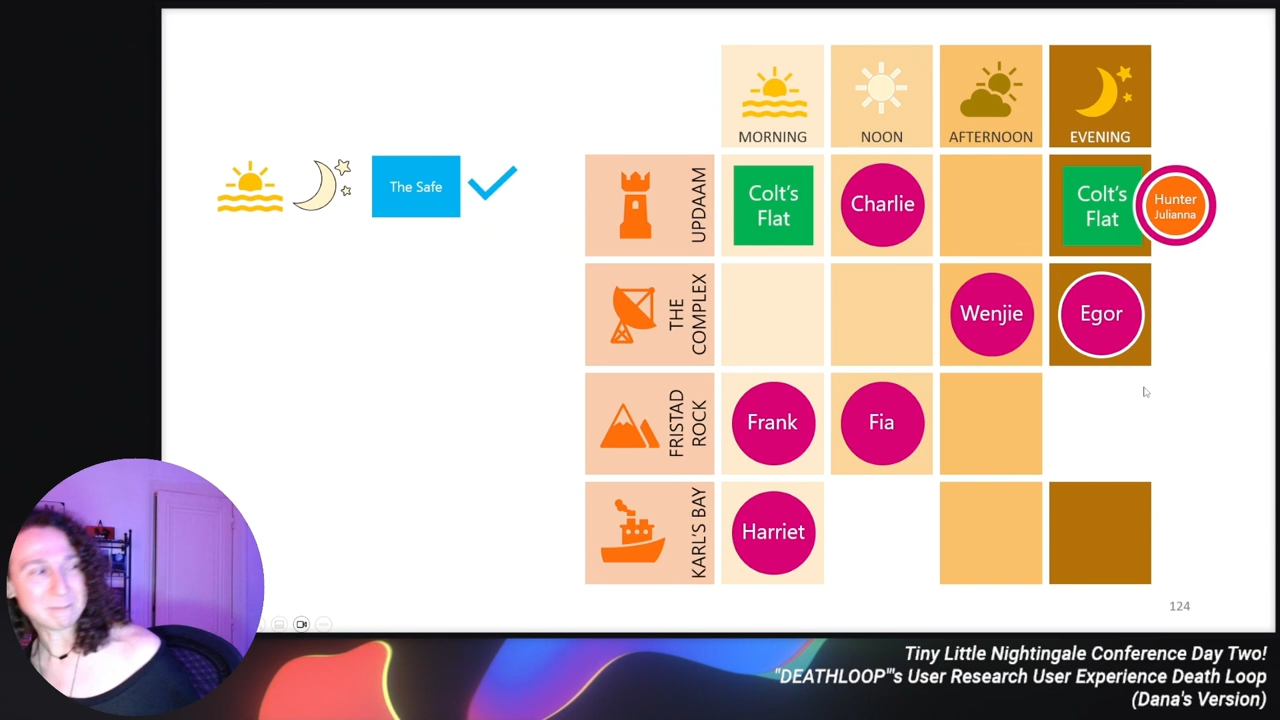 MORNING
NOON
AFTERNOON
EVENING
The Safe
UPDAAM
Colt's
Flat
Charlie
Colt's
Flat
Hunter
Julianna
THE
COMPLEX
Wenjie
Egor
FRISTAD
ROCK
Frank
Fia
KARL'S BAY
Harriet
124
Tiny Little Nightingale Conference Day Two!
"DEATHLOOP"'s User Research User Experience Death Loop
(Dana's Version)